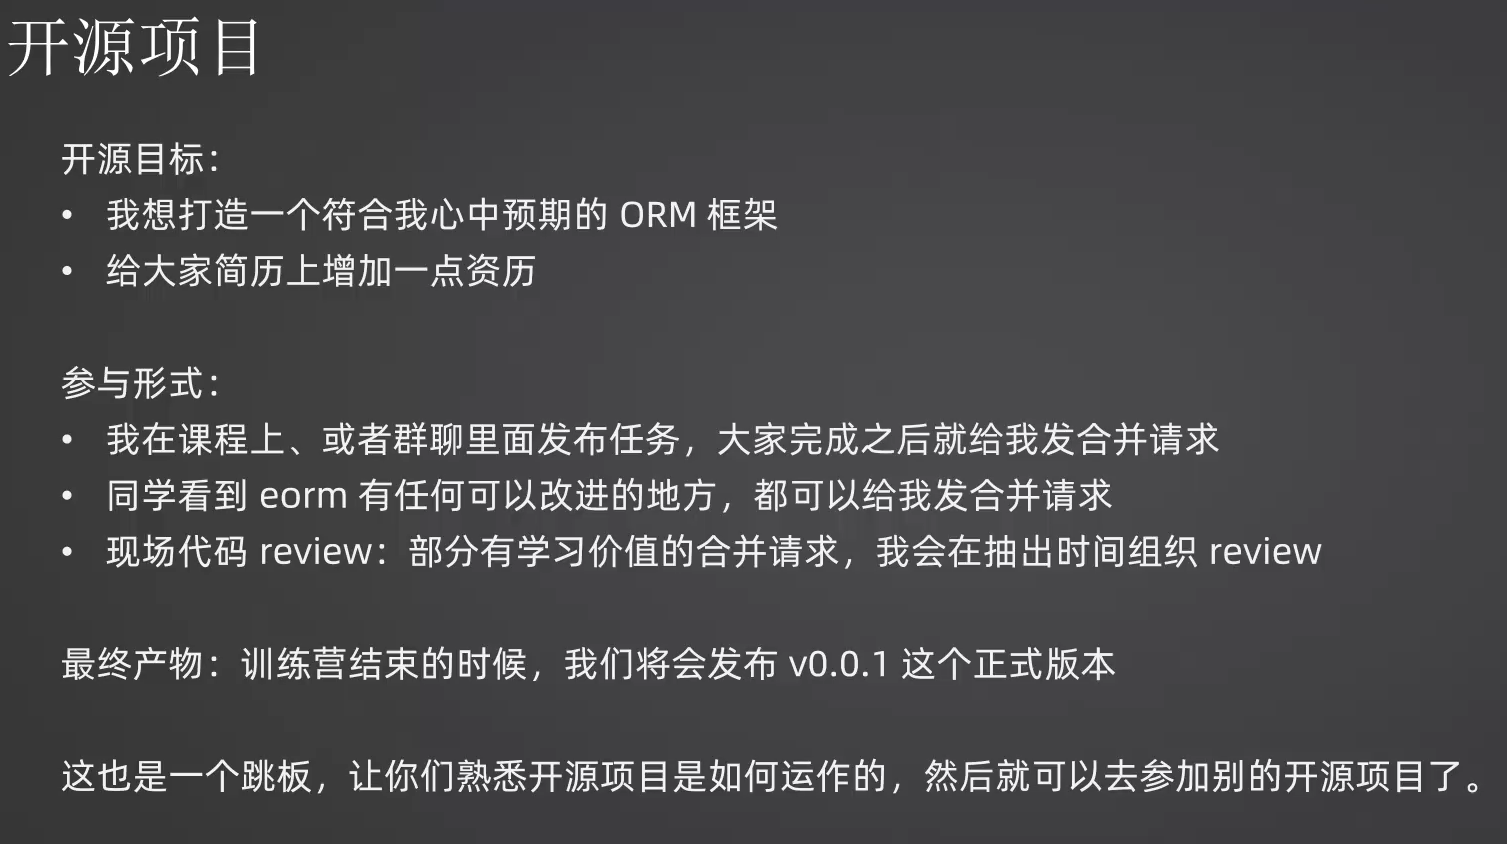 开源项目
开源目标：
• 我想打造一个符合我心中预期的 ORM 框架
• 给大家简历上增加一点资历
参与形式：
• 我在课程上、或者群聊里面发布任务，大家完成之后就给我发合并请求
• 同学看到 eorm 有任何可以改进的地方，都可以给我发合并请求
• 现场代码 review：部分有学习价值的合并请求，我会在抽出时间组织 review
最终产物：训练营结束的时候，我们将会发布 v0.0.1 这个正式版本
这也是一个跳板，让你们熟悉开源项目是如何运作的，然后就可以去参加别的开源项目了。